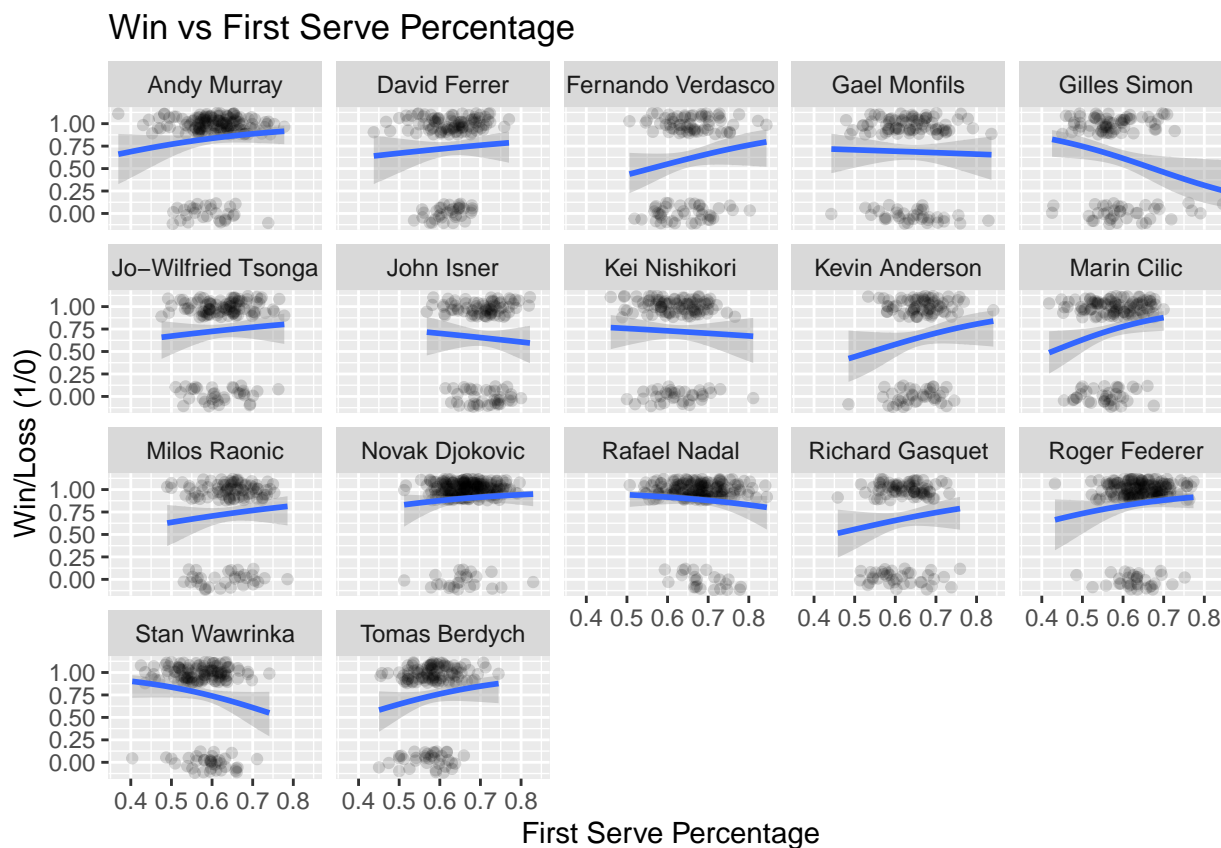 Win vs First Serve Percentage
Andy Murray David Ferrer Fernando Verdasco Gael Monfils Gilles Simon
1.00
0.75
0.50
0.25
0.00
Jo−Wilfried Tsonga John Isner Kei Nishikori Kevin Anderson Marin Cilic
1.00
0.75
0.50
0.25
0.00
Win/Loss (1/0)
Milos Raonic Novak Djokovic Rafael Nadal Richard Gasquet Roger Federer
1.00
0.75
0.50
0.25
0.00
0.4 0.5 0.6 0.7 0.8 0.4 0.5 0.6 0.7 0.8 0.4 0.5 0.6 0.7 0.8
Stan Wawrinka Tomas Berdych
1.00
0.75
0.50
0.25
0.00
0.4 0.5 0.6 0.7 0.8 0.4 0.5 0.6 0.7 0.8
First Serve Percentage